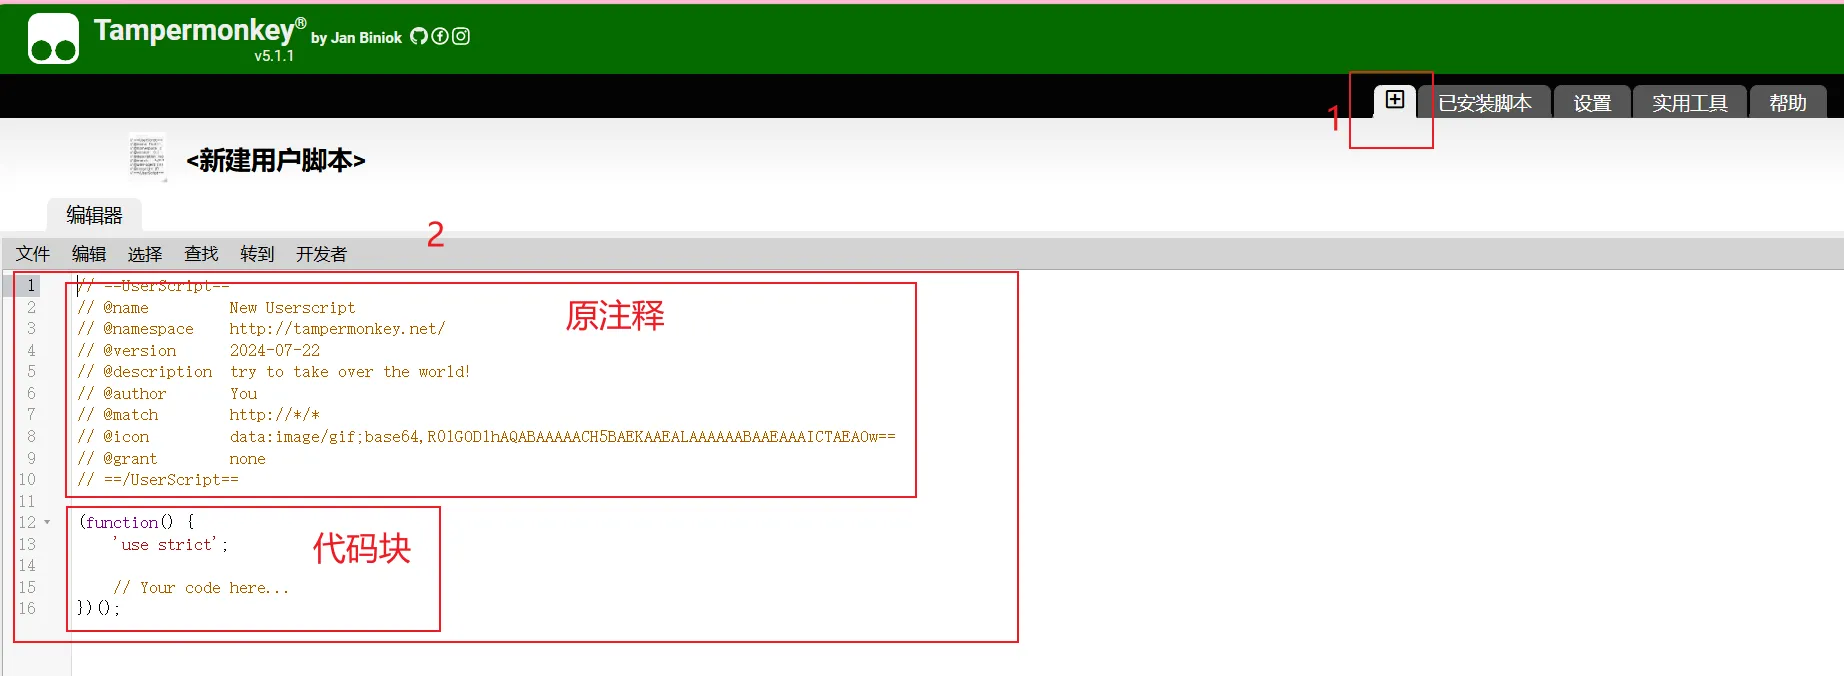 Tampermonkey® by Jan Biniok
v5.1.1
1
已安装脚本 设置 实用工具 帮助
<新建用户脚本>
编辑器
2
文件 编辑 选择 查找 转到 开发者
1 // ==UserScript==
2 // @name New Userscript
原注释
3 // @namespace http://tampermonkey.net/
4 // @version 2024-07-22
5 // @description try to take over the world!
6 // @author You
7 // @match http://*/*
8 // @icon data:image/gif;base64,R0lGODlhAQABAAAAACH5BAEKAAEALAAAAAABAAEAAAICTAEAOw==
9 // @grant none
10 // ==/UserScript==
11
12 (function() {
13 'use strict';
代码块
14
15 // Your code here...
16 })();